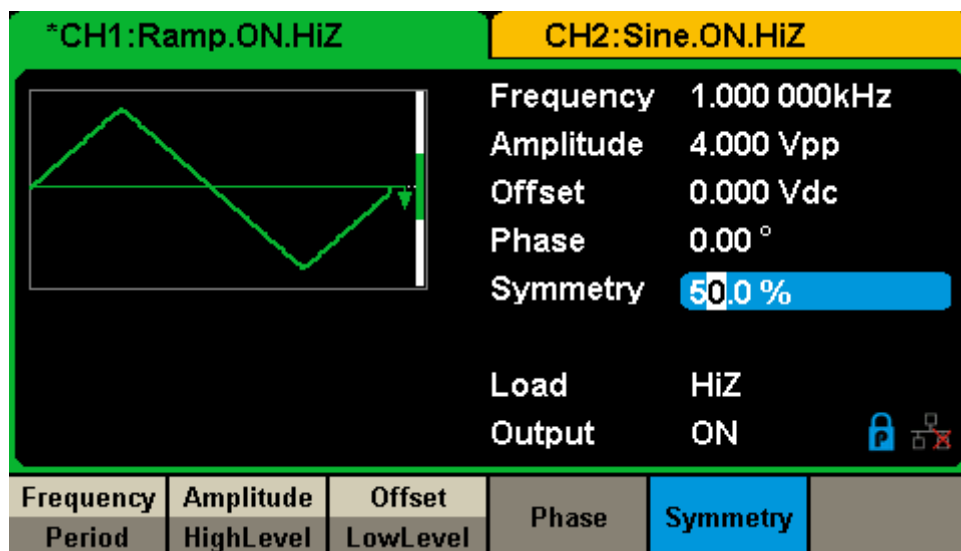 *CH1:Ramp.ON.HiZ
CH2:Sine.ON.HiZ
Frequency 1.000 000kHz
Amplitude 4.000 Vpp
Offset 0.000 Vdc
Phase 0.00 °
Symmetry 50.0 %
Load HiZ
Output ON
P
Frequency Amplitude Offset Phase Symmetry
Period HighLevel LowLevel